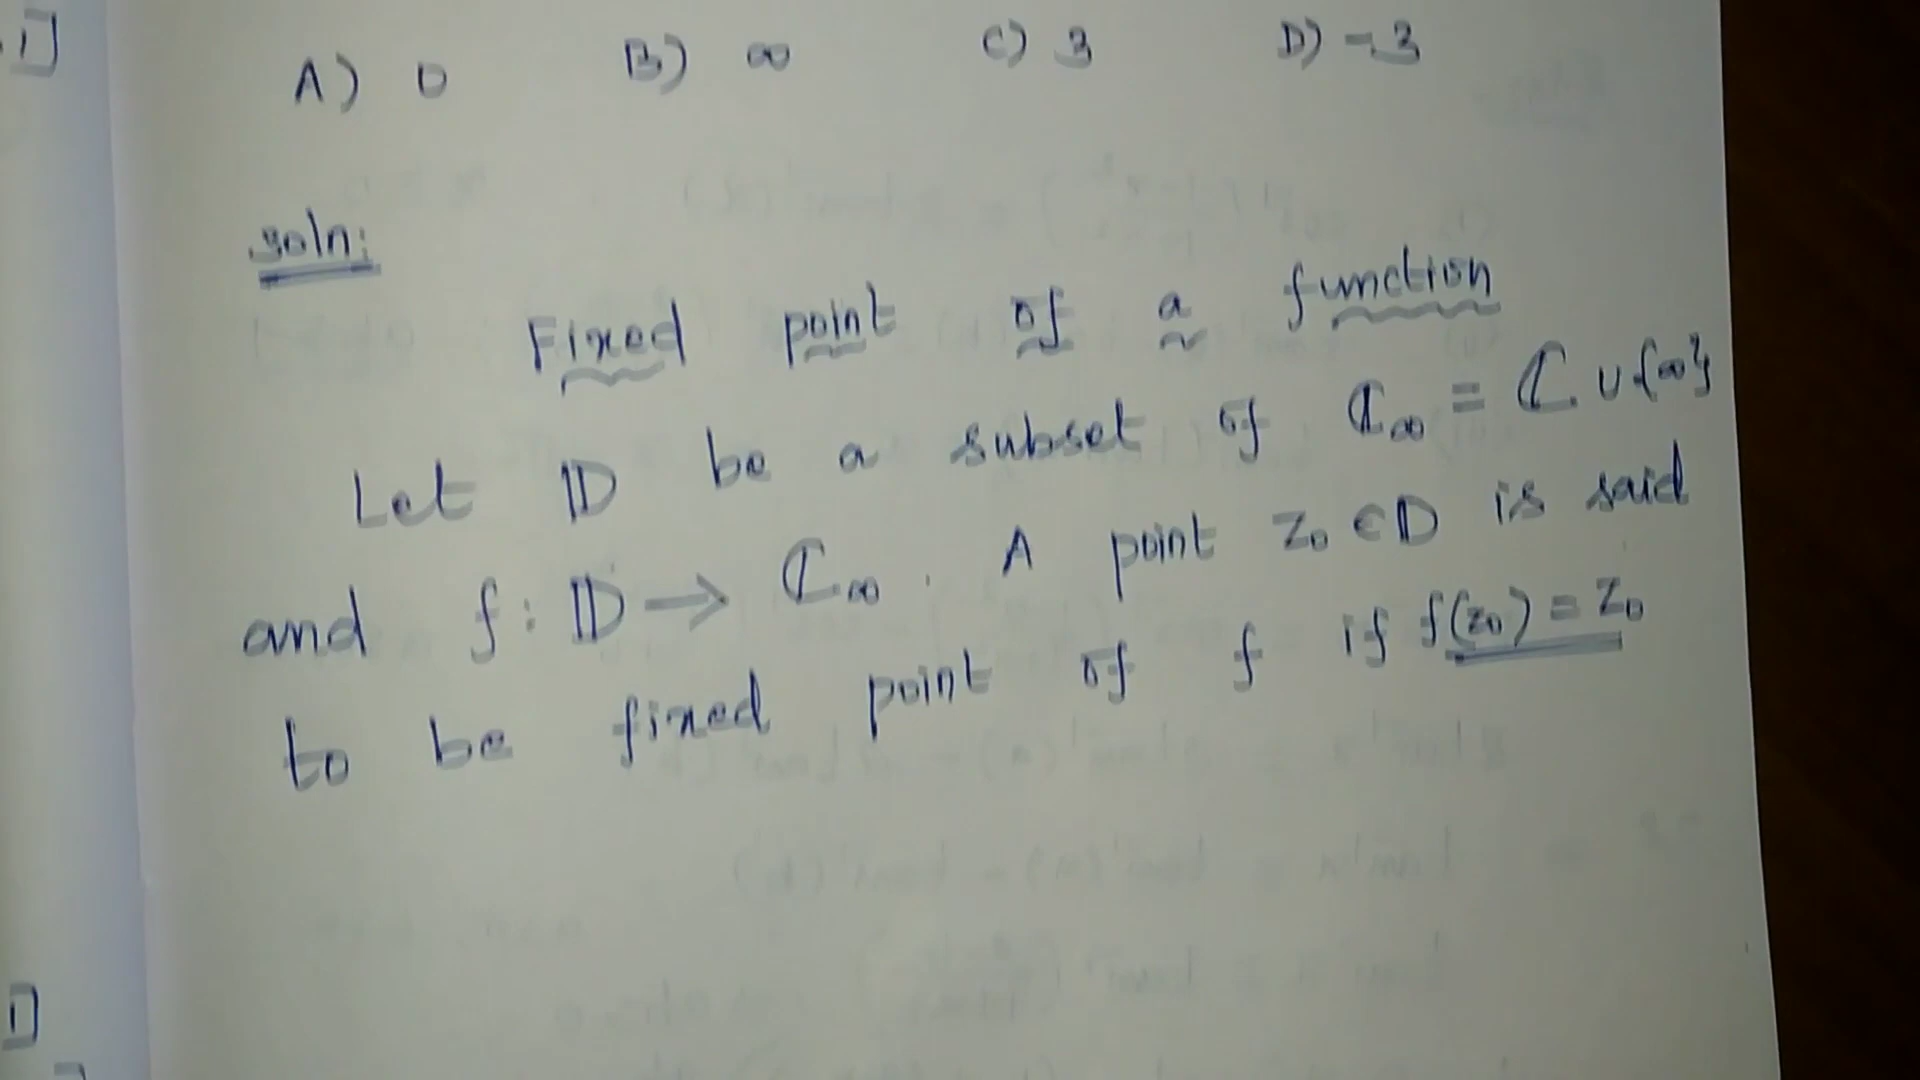 A) 0 B) ∞ C) 3 D) -3
soln:
Fixed point of a function
Let 𝔻 be a subset of ℂ∞ = ℂ ∪ {∞}
and f: 𝔻 → ℂ∞. A point z₀ ∈ 𝔻 is said
to be fixed point of f if f(z₀) = z₀